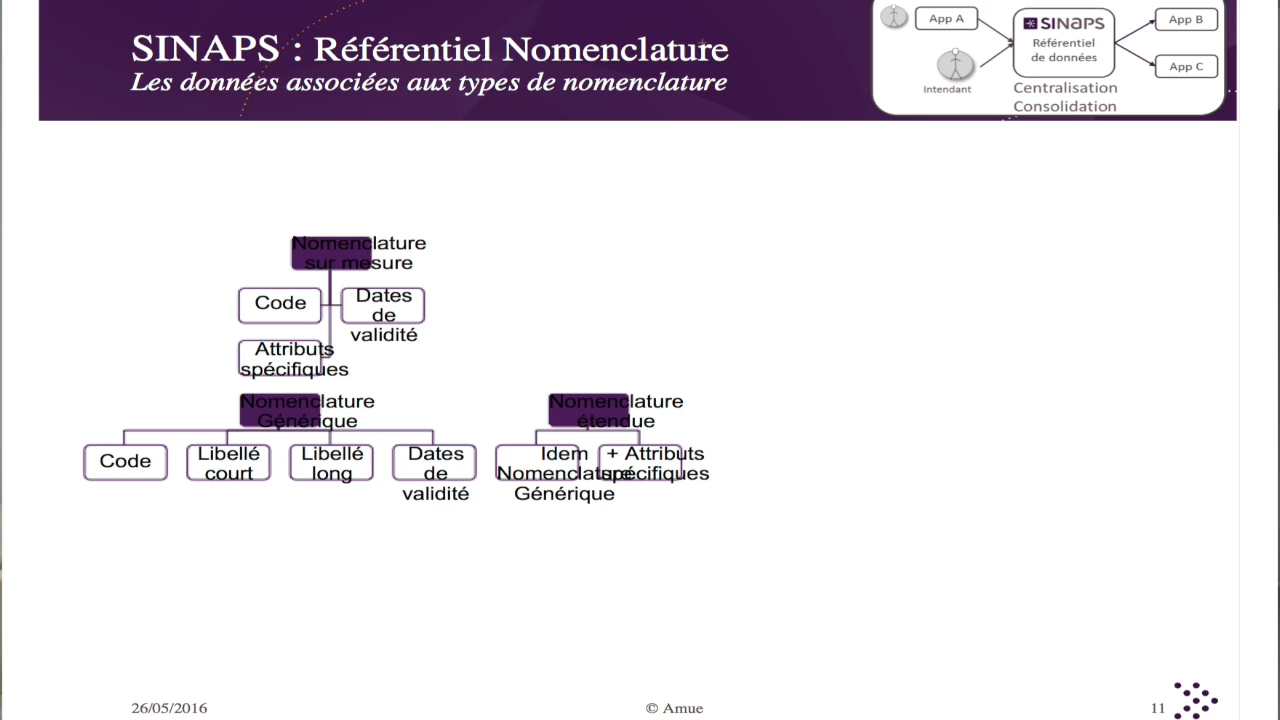 SINAPS : Référentiel Nomenclature
Les données associées aux types de nomenclature
App A
Intendant
SINAPS
Référentiel
de données
Centralisation
Consolidation
App B
App C
Nomenclature
sur mesure
Code
Dates
de
validité
Attributs
spécifiques
Nomenclature
Générique
Code
Libellé
court
Libellé
long
Dates
de
validité
Nomenclature
étendue
Idem
Nomenclature
Générique
+ Attributs
spécifiques
26/05/2016
© Amue
11